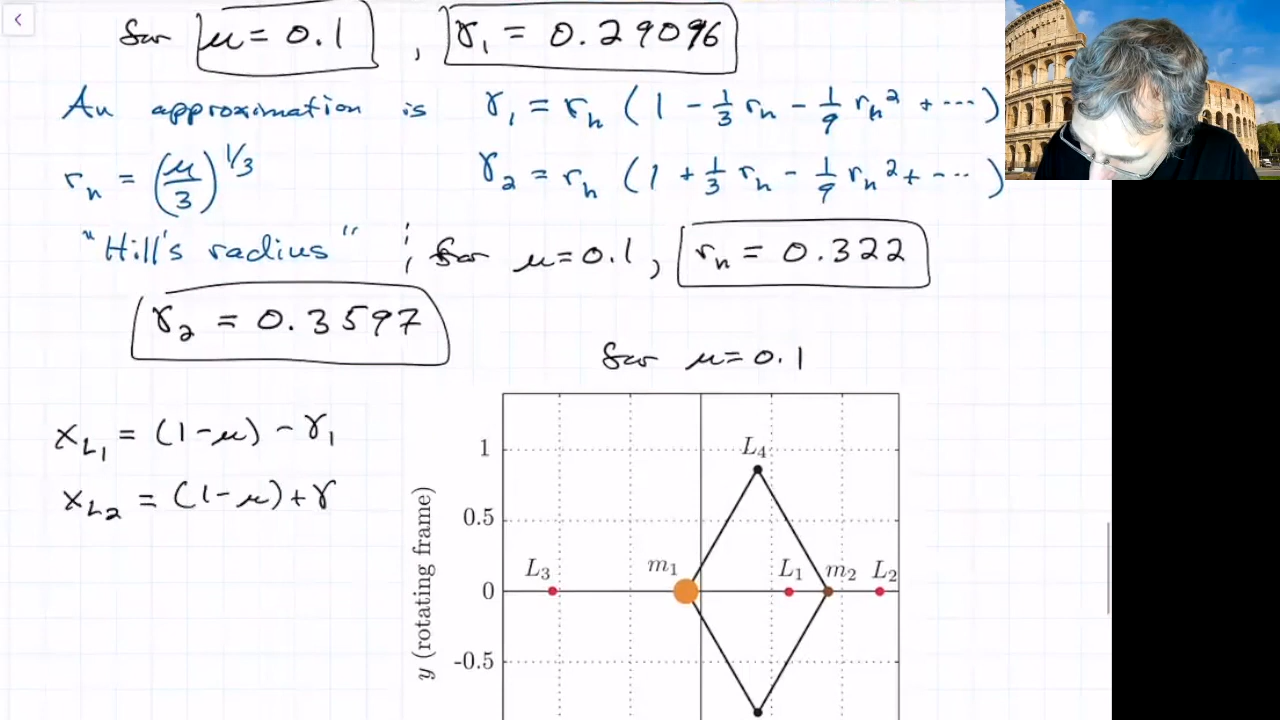 for μ = 0.1 , γ₁ = 0.29096
An approximation is γ₁ = rₕ (1 - 1/3 rₕ - 1/9 rₕ² + ⋯)
rₕ = (μ/3)^1/3 γ₂ = rₕ (1 + 1/3 rₕ - 1/9 rₕ² + ⋯)
"Hill's radius" ; for μ = 0.1, rₕ = 0.322
γ₂ = 0.3597
for μ = 0.1
x_L₁ = (1-μ) - γ₁
x_L₂ = (1-μ) + γ
1
L₄
0.5
L₃ m₁ L₁ m₂ L₂
0
-0.5
y (rotating frame)